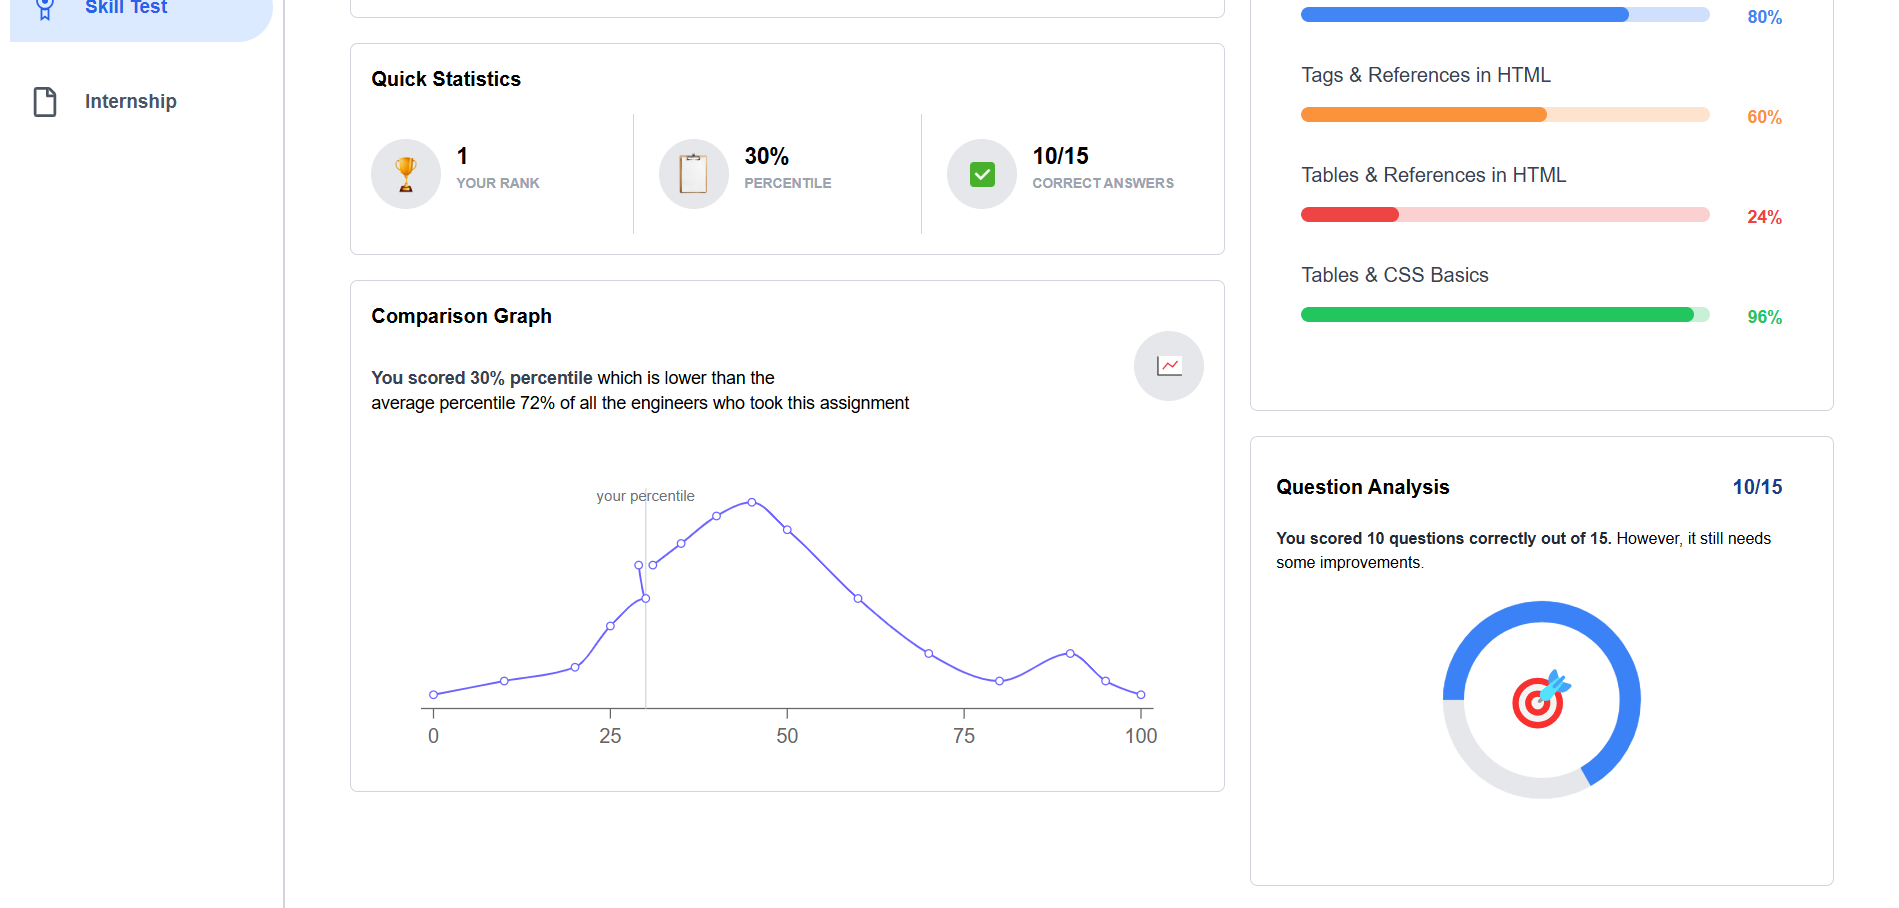 Skill Test
Internship
Quick Statistics
1
YOUR RANK
30%
PERCENTILE
10/15
CORRECT ANSWERS
Comparison Graph
You scored 30% percentile which is lower than the
average percentile 72% of all the engineers who took this assignment
your percentile
0 25 50 75 100
80%
Tags & References in HTML
60%
Tables & References in HTML
24%
Tables & CSS Basics
96%
Question Analysis 10/15
You scored 10 questions correctly out of 15. However, it still needs
some improvements.